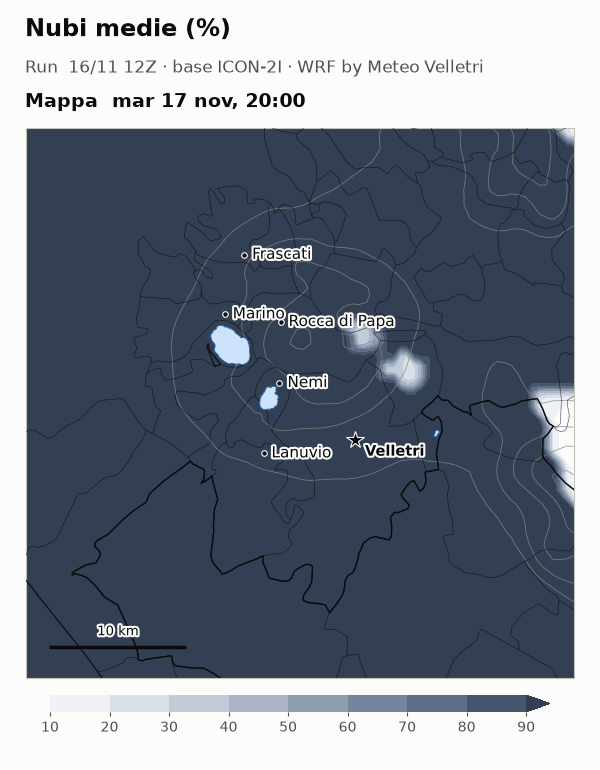 Nubi medie (%)
Run  16/11 12Z · base ICON-2I · WRF by Meteo Velletri
Mappa  mar 17 nov, 20:00
Frascati
Marino
Rocca di Papa
Nemi
Velletri
Lanuvio
10 km
10 20 30 40 50 60 70 80 90